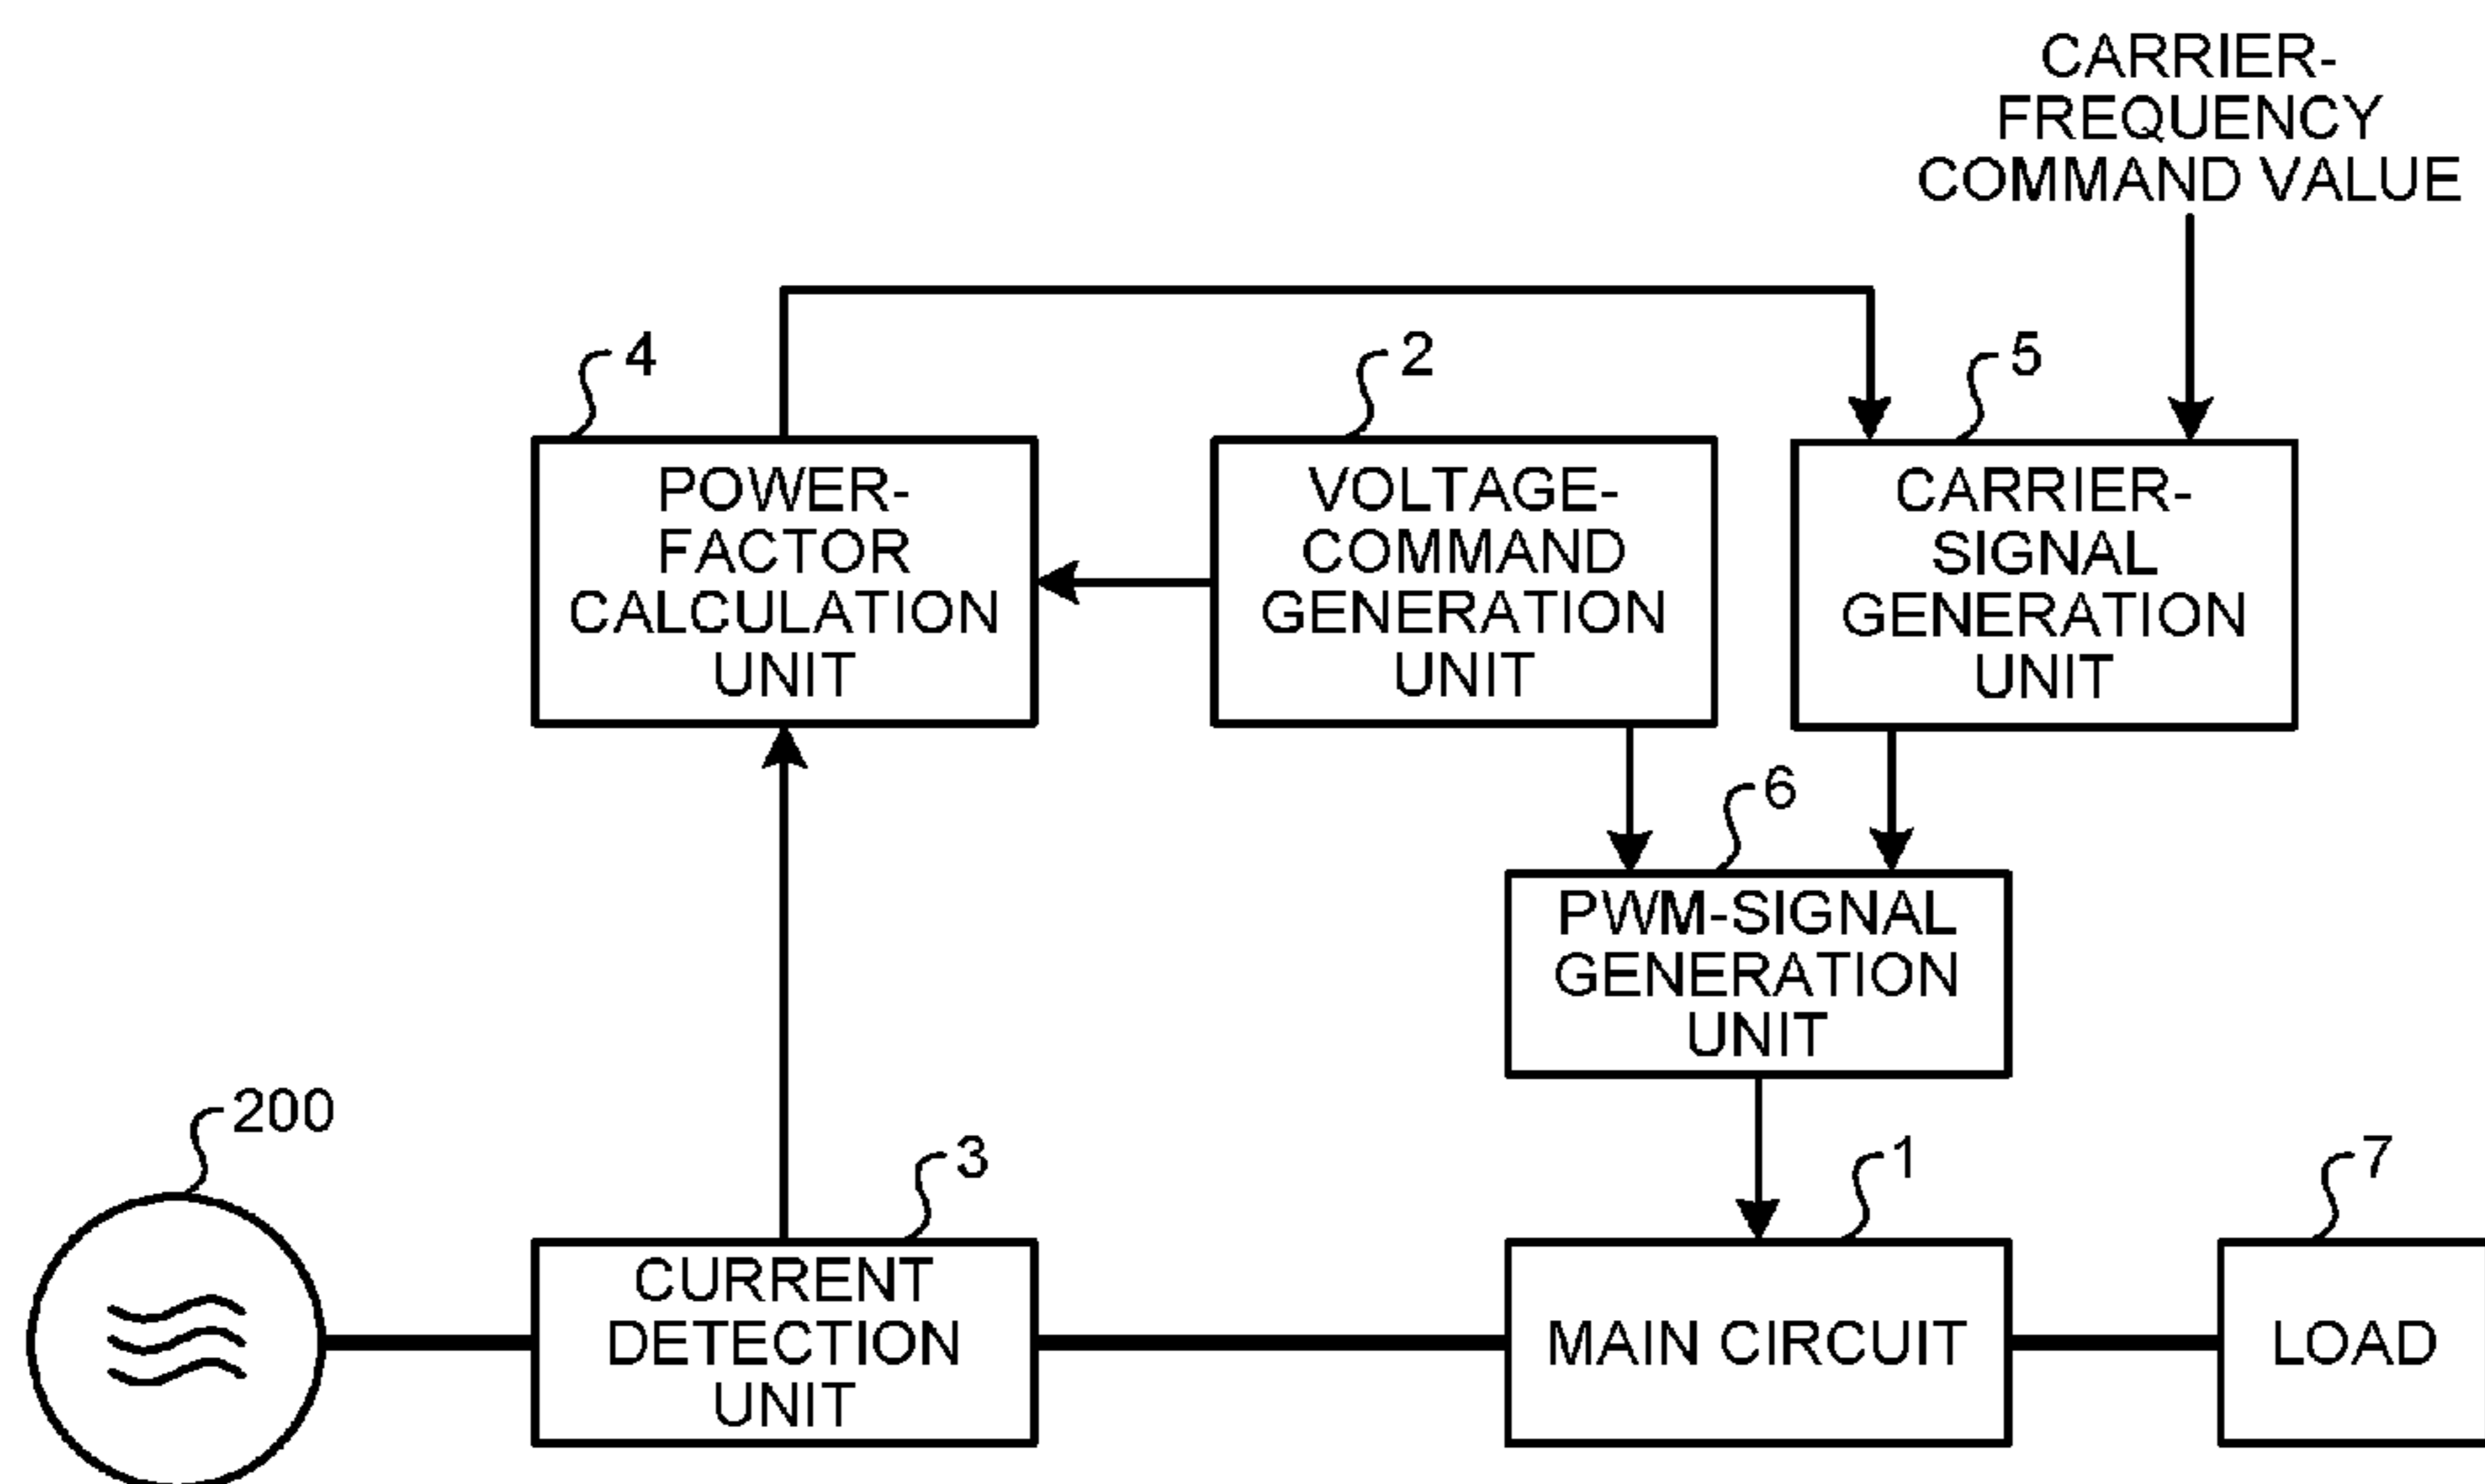 CARRIER-
FREQUENCY
COMMAND VALUE
4
2
5
POWER-
FACTOR
CALCULATION
UNIT
VOLTAGE-
COMMAND
GENERATION
UNIT
CARRIER-
SIGNAL
GENERATION
UNIT
6
PWM-SIGNAL
GENERATION
UNIT
200
3
1
7
CURRENT
DETECTION
UNIT
MAIN CIRCUIT
LOAD